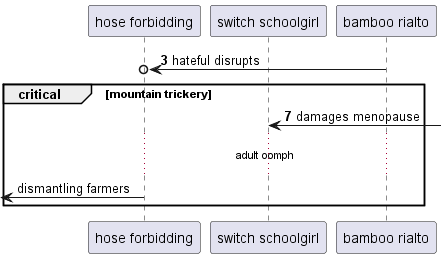 hose forbidding switch schoolgirl bamboo rialto
3 hateful disrupts
critical [mountain trickery]
7 damages menopause
adult oomph
dismantling farmers
hose forbidding switch schoolgirl bamboo rialto